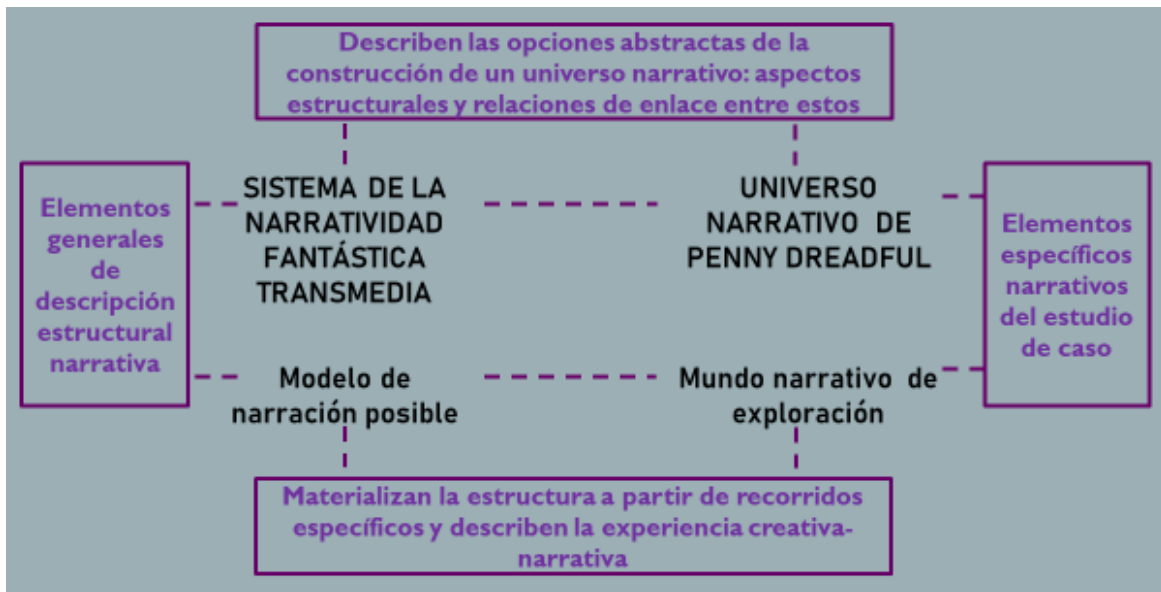 Describen las opciones abstractas de la
construcción de un universo narrativo: aspectos
estructurales y relaciones de enlace entre estos
SISTEMA DE LA
NARRATIVIDAD
FANTÁSTICA
TRANSMEDIA
UNIVERSO
NARRATIVO DE
PENNY DREADFUL
Elementos
generales
de
descripción
estructural
narrativa
Elementos
específicos
narrativos
del estudio
de caso
Modelo de
narración posible
Mundo narrativo de
exploración
Materializan la estructura a partir de recorridos
específicos y describen la experiencia creativa-
narrativa